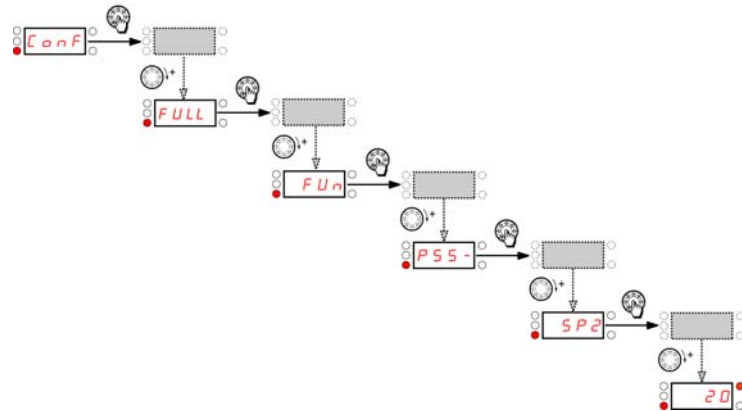 ConF
+
FULL
+
FUn
+
PSS-
+
SP2
+
20